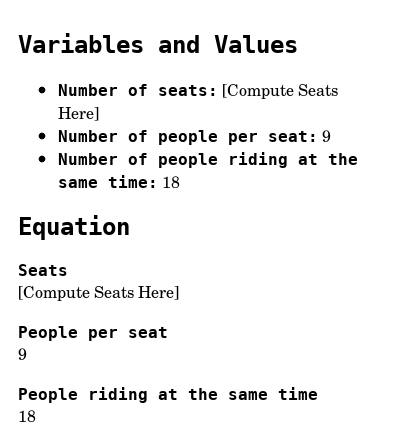 Variables and Values
• Number of seats: [Compute Seats
Here]
• Number of people per seat: 9
• Number of people riding at the
same time: 18
Equation
Seats
[Compute Seats Here]
People per seat
9
People riding at the same time
18